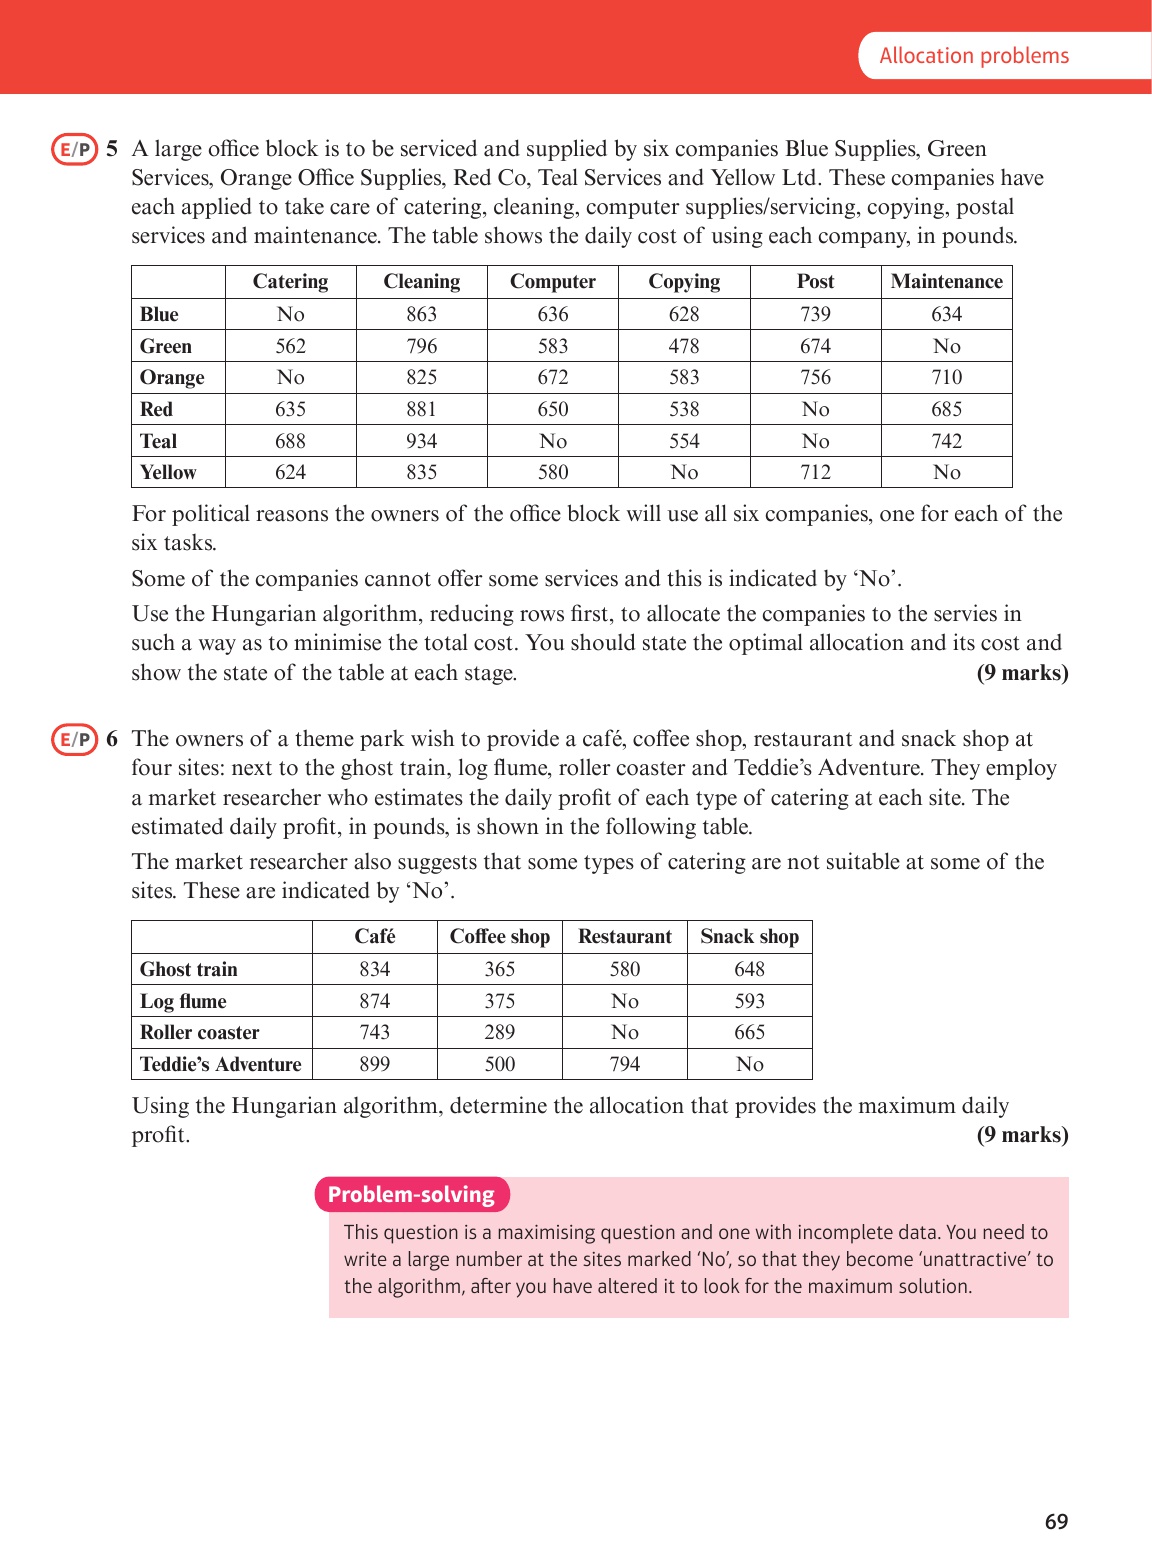 Allocation problems
E/P 5 A large office block is to be serviced and supplied by six companies Blue Supplies, Green
Services, Orange Office Supplies, Red Co, Teal Services and Yellow Ltd. These companies have
each applied to take care of catering, cleaning, computer supplies/servicing, copying, postal
services and maintenance. The table shows the daily cost of using each company, in pounds.
Catering Cleaning Computer Copying Post Maintenance
Blue No 863 636 628 739 634
Green 562 796 583 478 674 No
Orange No 825 672 583 756 710
Red 635 881 650 538 No 685
Teal 688 934 No 554 No 742
Yellow 624 835 580 No 712 No
For political reasons the owners of the office block will use all six companies, one for each of the
six tasks.
Some of the companies cannot offer some services and this is indicated by ‘No’.
Use the Hungarian algorithm, reducing rows first, to allocate the companies to the servies in
such a way as to minimise the total cost. You should state the optimal allocation and its cost and
show the state of the table at each stage. (9 marks)
E/P 6 The owners of a theme park wish to provide a café, coffee shop, restaurant and snack shop at
four sites: next to the ghost train, log flume, roller coaster and Teddie’s Adventure. They employ
a market researcher who estimates the daily profit of each type of catering at each site. The
estimated daily profit, in pounds, is shown in the following table.
The market researcher also suggests that some types of catering are not suitable at some of the
sites. These are indicated by ‘No’.
Café Coffee shop Restaurant Snack shop
Ghost train 834 365 580 648
Log flume 874 375 No 593
Roller coaster 743 289 No 665
Teddie’s Adventure 899 500 794 No
Using the Hungarian algorithm, determine the allocation that provides the maximum daily
profit. (9 marks)
Problem-solving
This question is a maximising question and one with incomplete data. You need to
write a large number at the sites marked ‘No’, so that they become ‘unattractive’ to
the algorithm, after you have altered it to look for the maximum solution.
69